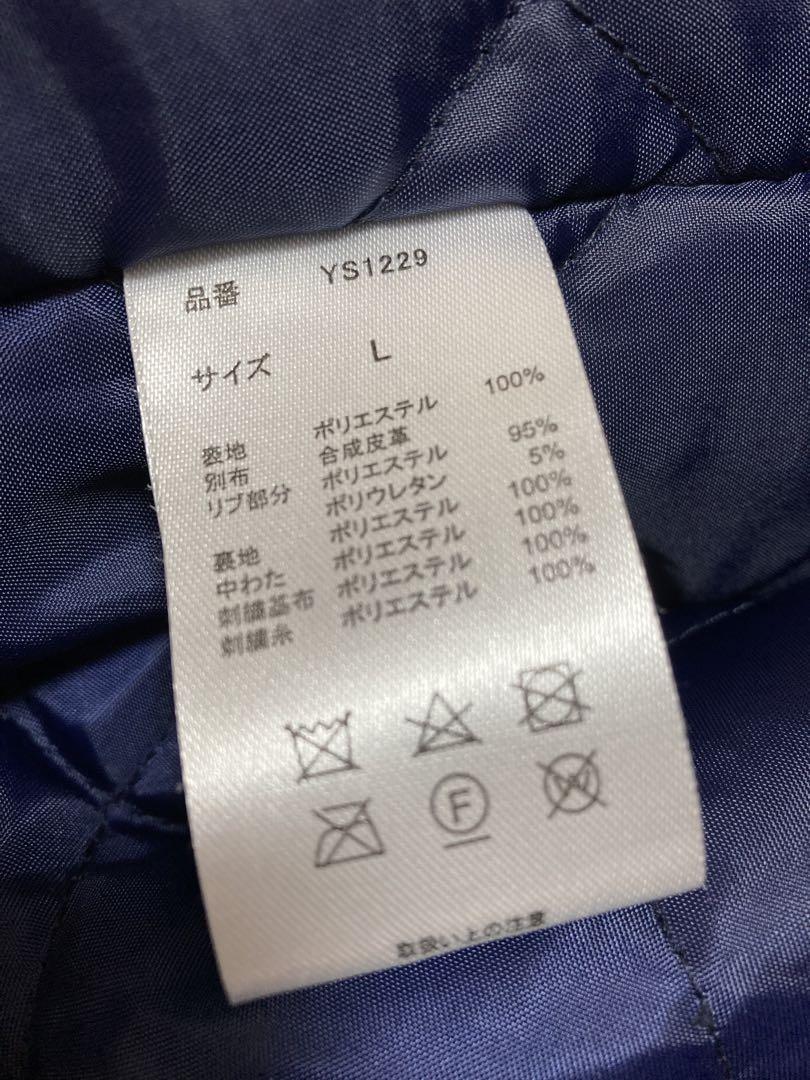 品番 YS1229
サイズ L
表地 ポリエステル 100%
別布 合成皮革
リブ部分 ポリエステル 95%
ポリウレタン 5%
裏地 ポリエステル 100%
中わた ポリエステル 100%
刺繍基布 ポリエステル 100%
刺繍糸 ポリエステル 100%
F W
取扱い上の注意